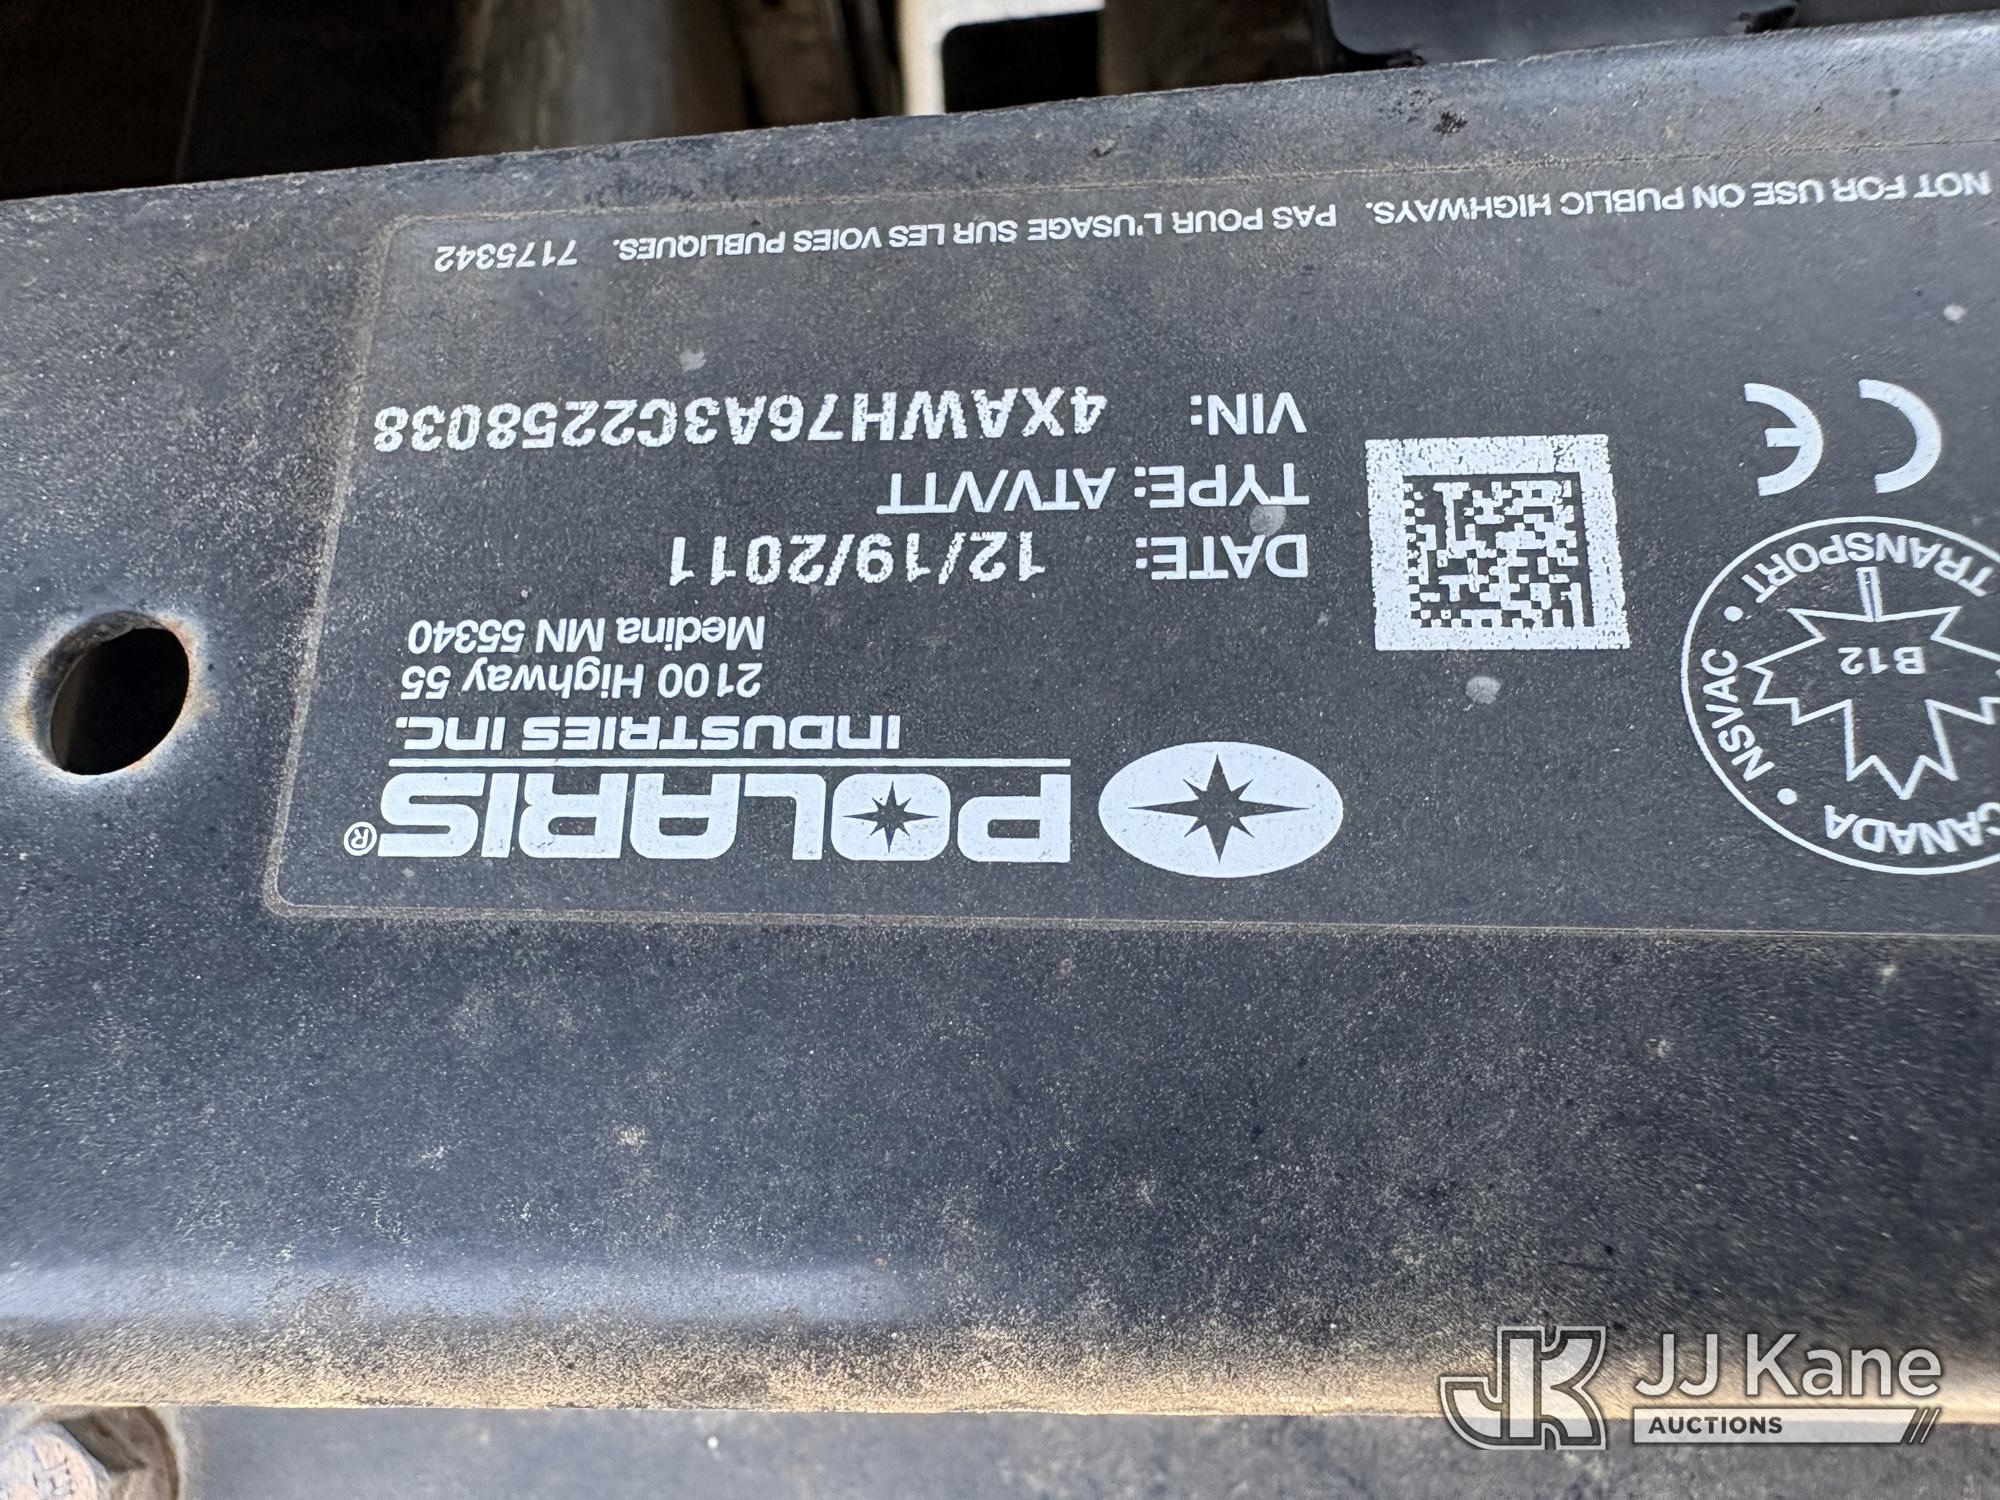 POLARIS®
INDUSTRIES INC.
2100 Highway 55
Medina MN 55340
DATE: 12/19/2011
TYPE: ATV/VTT
VIN: 4XAWH76A3C2258038
NOT FOR USE ON PUBLIC HIGHWAYS. PAS POUR L'USAGE SUR LES VOIES PUBLIQUES. 7175342
CANADA • NSVAC • TRANSPORT
B12
CE
JK
JJ Kane
AUCTIONS